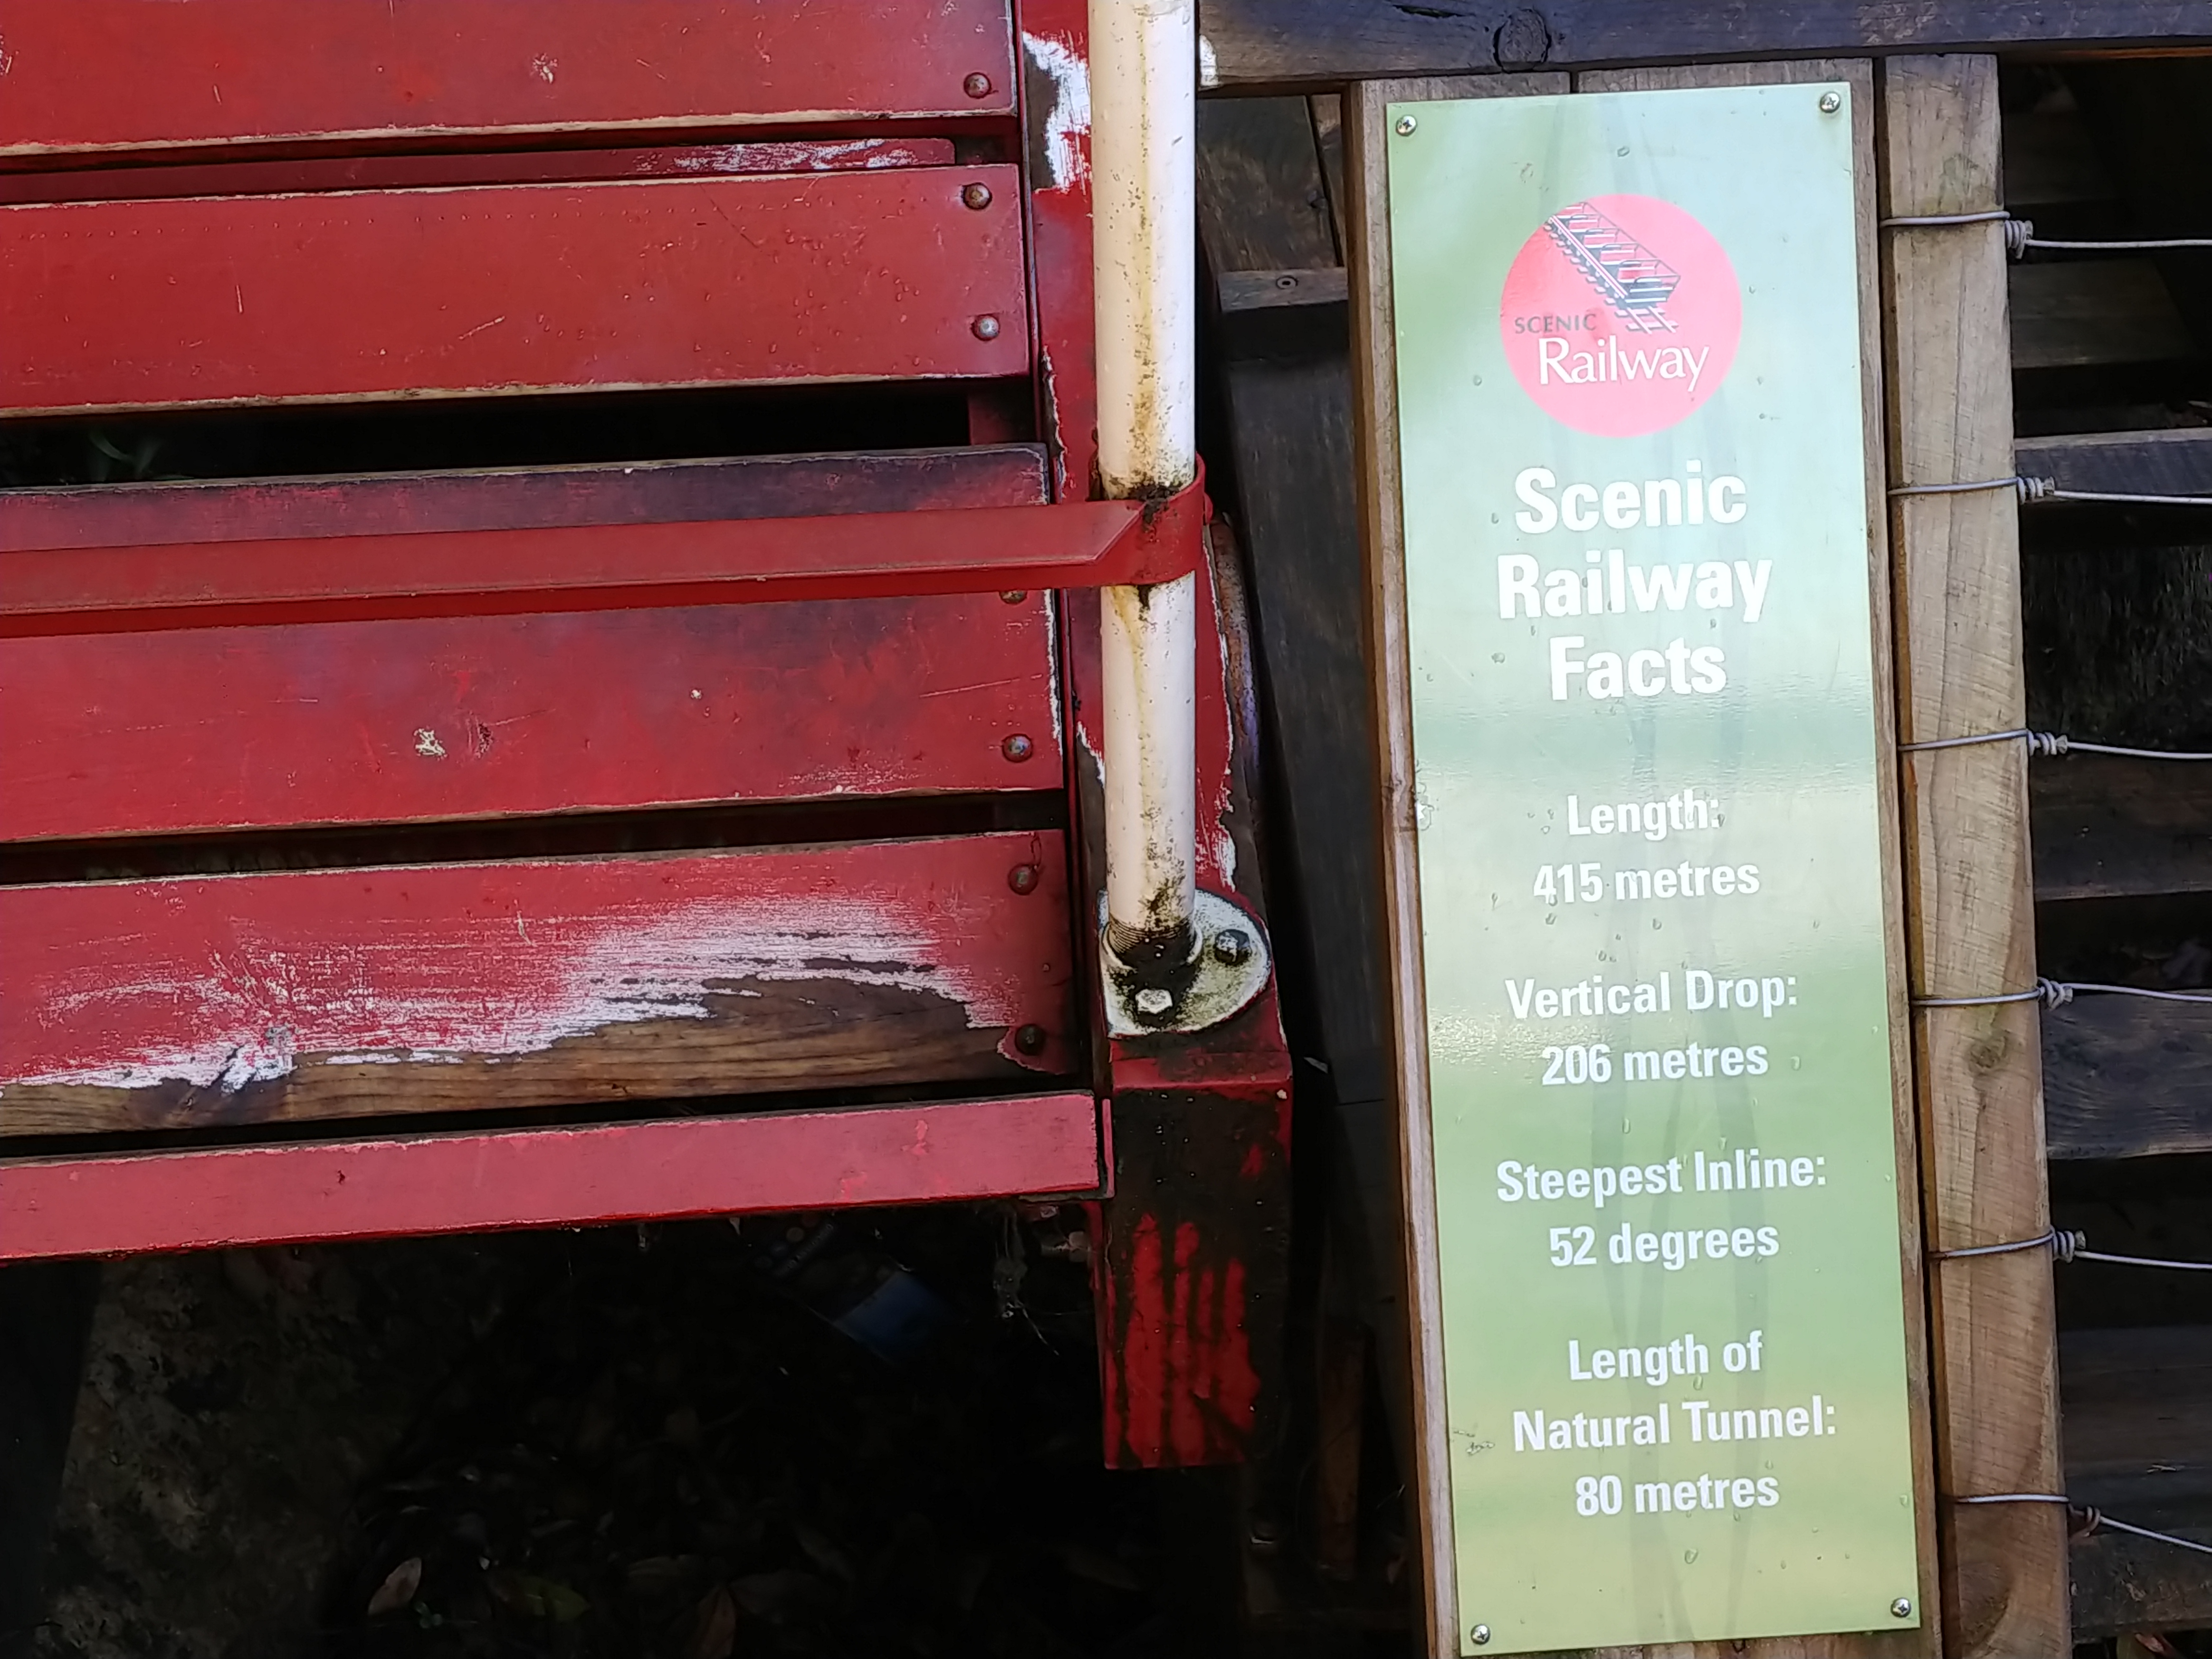 SCENIC
Railway
Scenic
Railway
Facts
Length:
415 metres
Vertical Drop:
206 metres
Steepest Inline:
52 degrees
Length of
Natural Tunnel:
80 metres